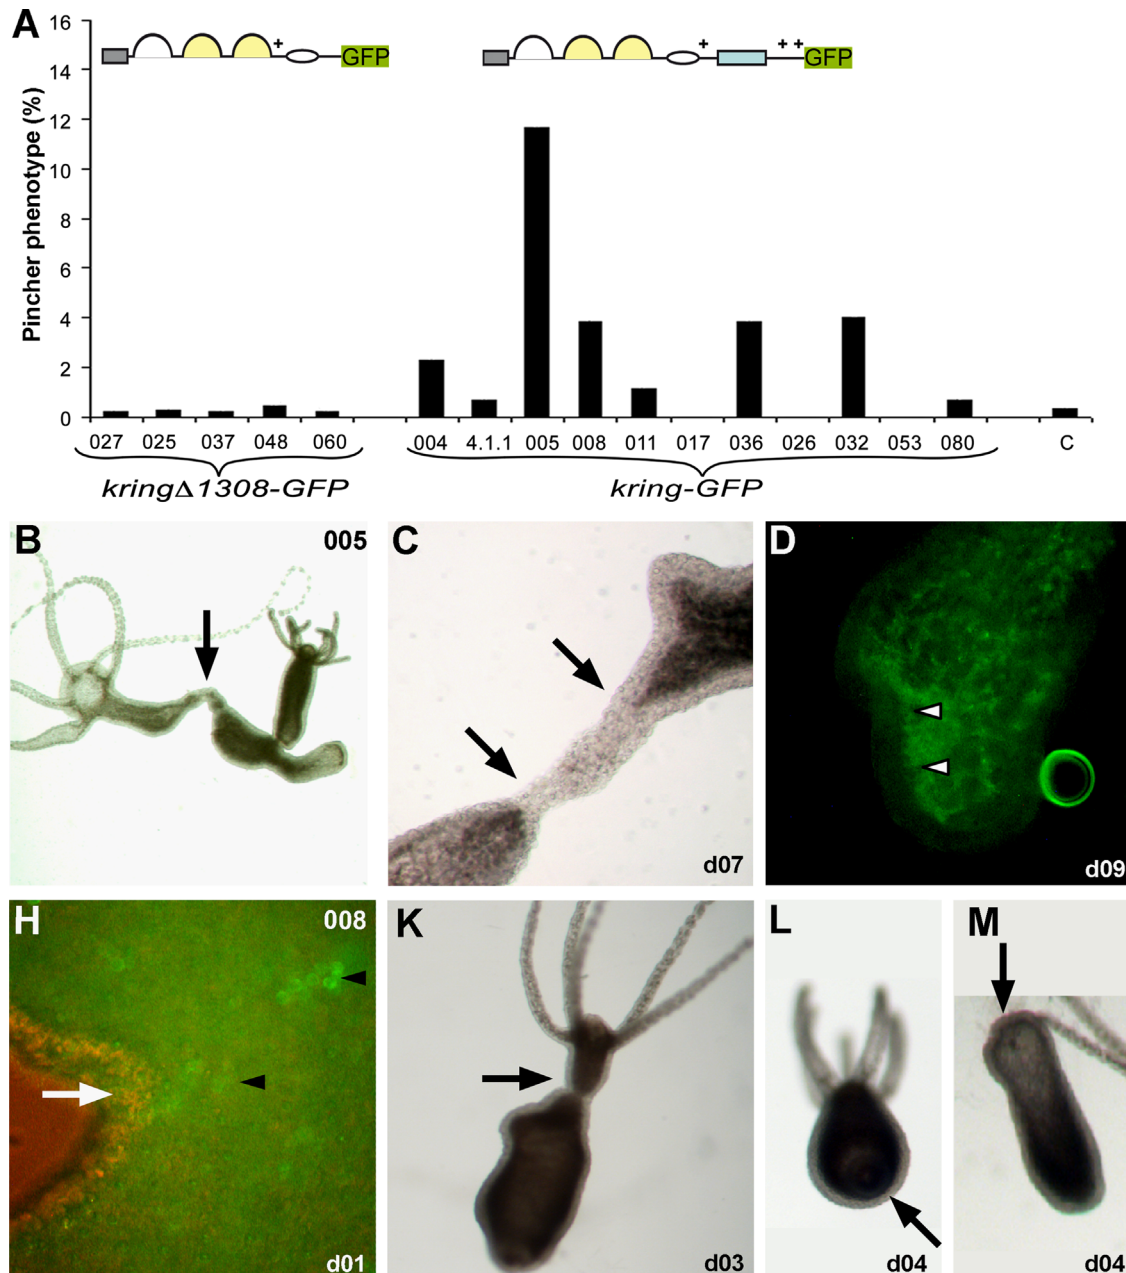 A
Pincher phenotype (%)
16
14
12
10
8
6
4
2
0
+
GFP
+
+ +
GFP
027 025 037 048 060 004 4.1.1 005 008 011 017 036 026 032 053 080 C
kringΔ1308-GFP
kring-GFP
B
005
C
d07
D
d09
H
008
d01
K
d03
L
d04
M
d04